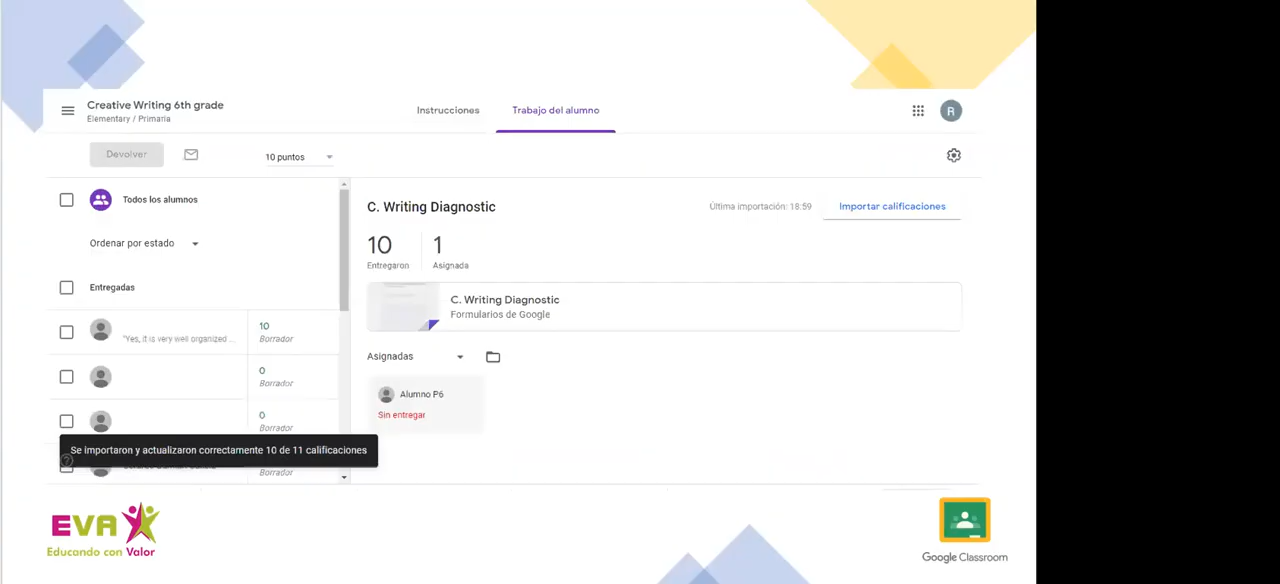 Creative Writing 6th grade
Elementary / Primaria
Instrucciones
Trabajo del alumno
R
Devolver
10 puntos
Todos los alumnos
Ordenar por estado
Entregadas
"Yes, it is very well organized ...
10
Borrador
0
Borrador
0
Borrador
Borrador
Se importaron y actualizaron correctamente 10 de 11 calificaciones
C. Writing Diagnostic
Última importación: 18:59
Importar calificaciones
10
Entregaron
1
Asignada
C. Writing Diagnostic
Formularios de Google
Asignadas
Alumno P6
Sin entregar
EVA
Educando con Valor
Google Classroom